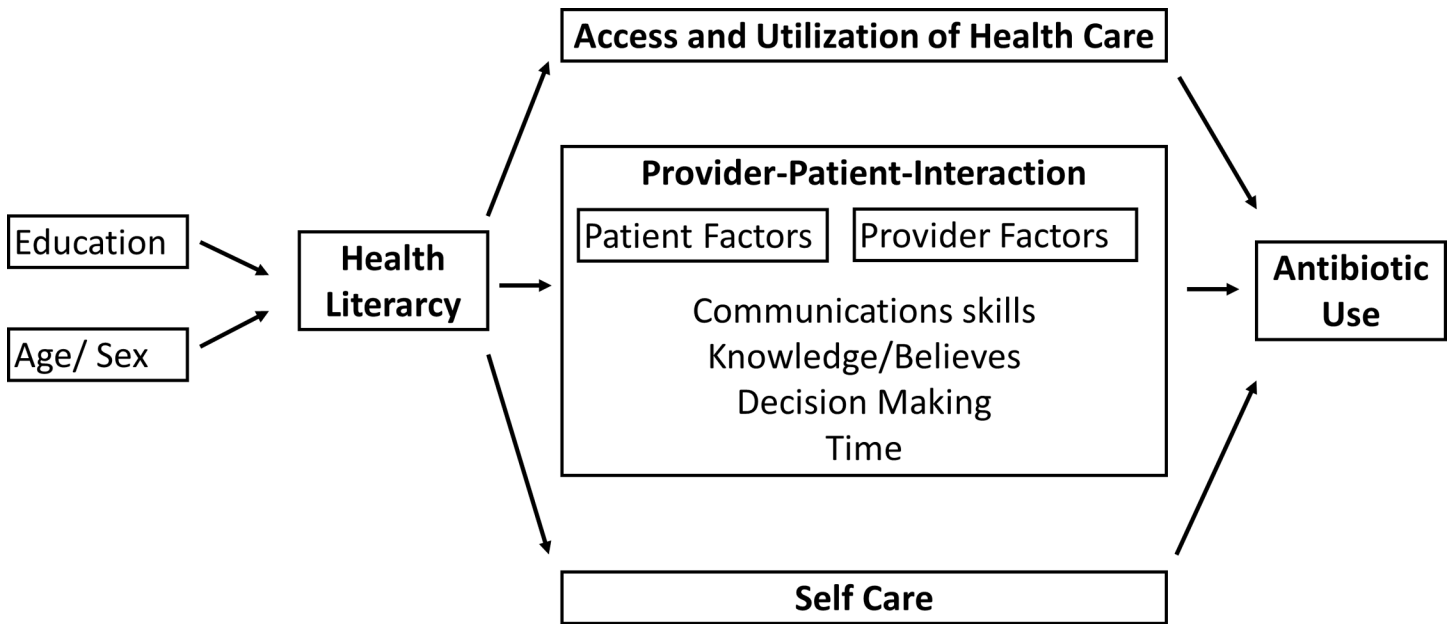 Access and Utilization of Health Care
Provider-Patient-Interaction
Patient Factors
Provider Factors
Communications skills
Knowledge/Believes
Decision Making
Time
Education
Age/ Sex
Health
Literarcy
Antibiotic
Use
Self Care